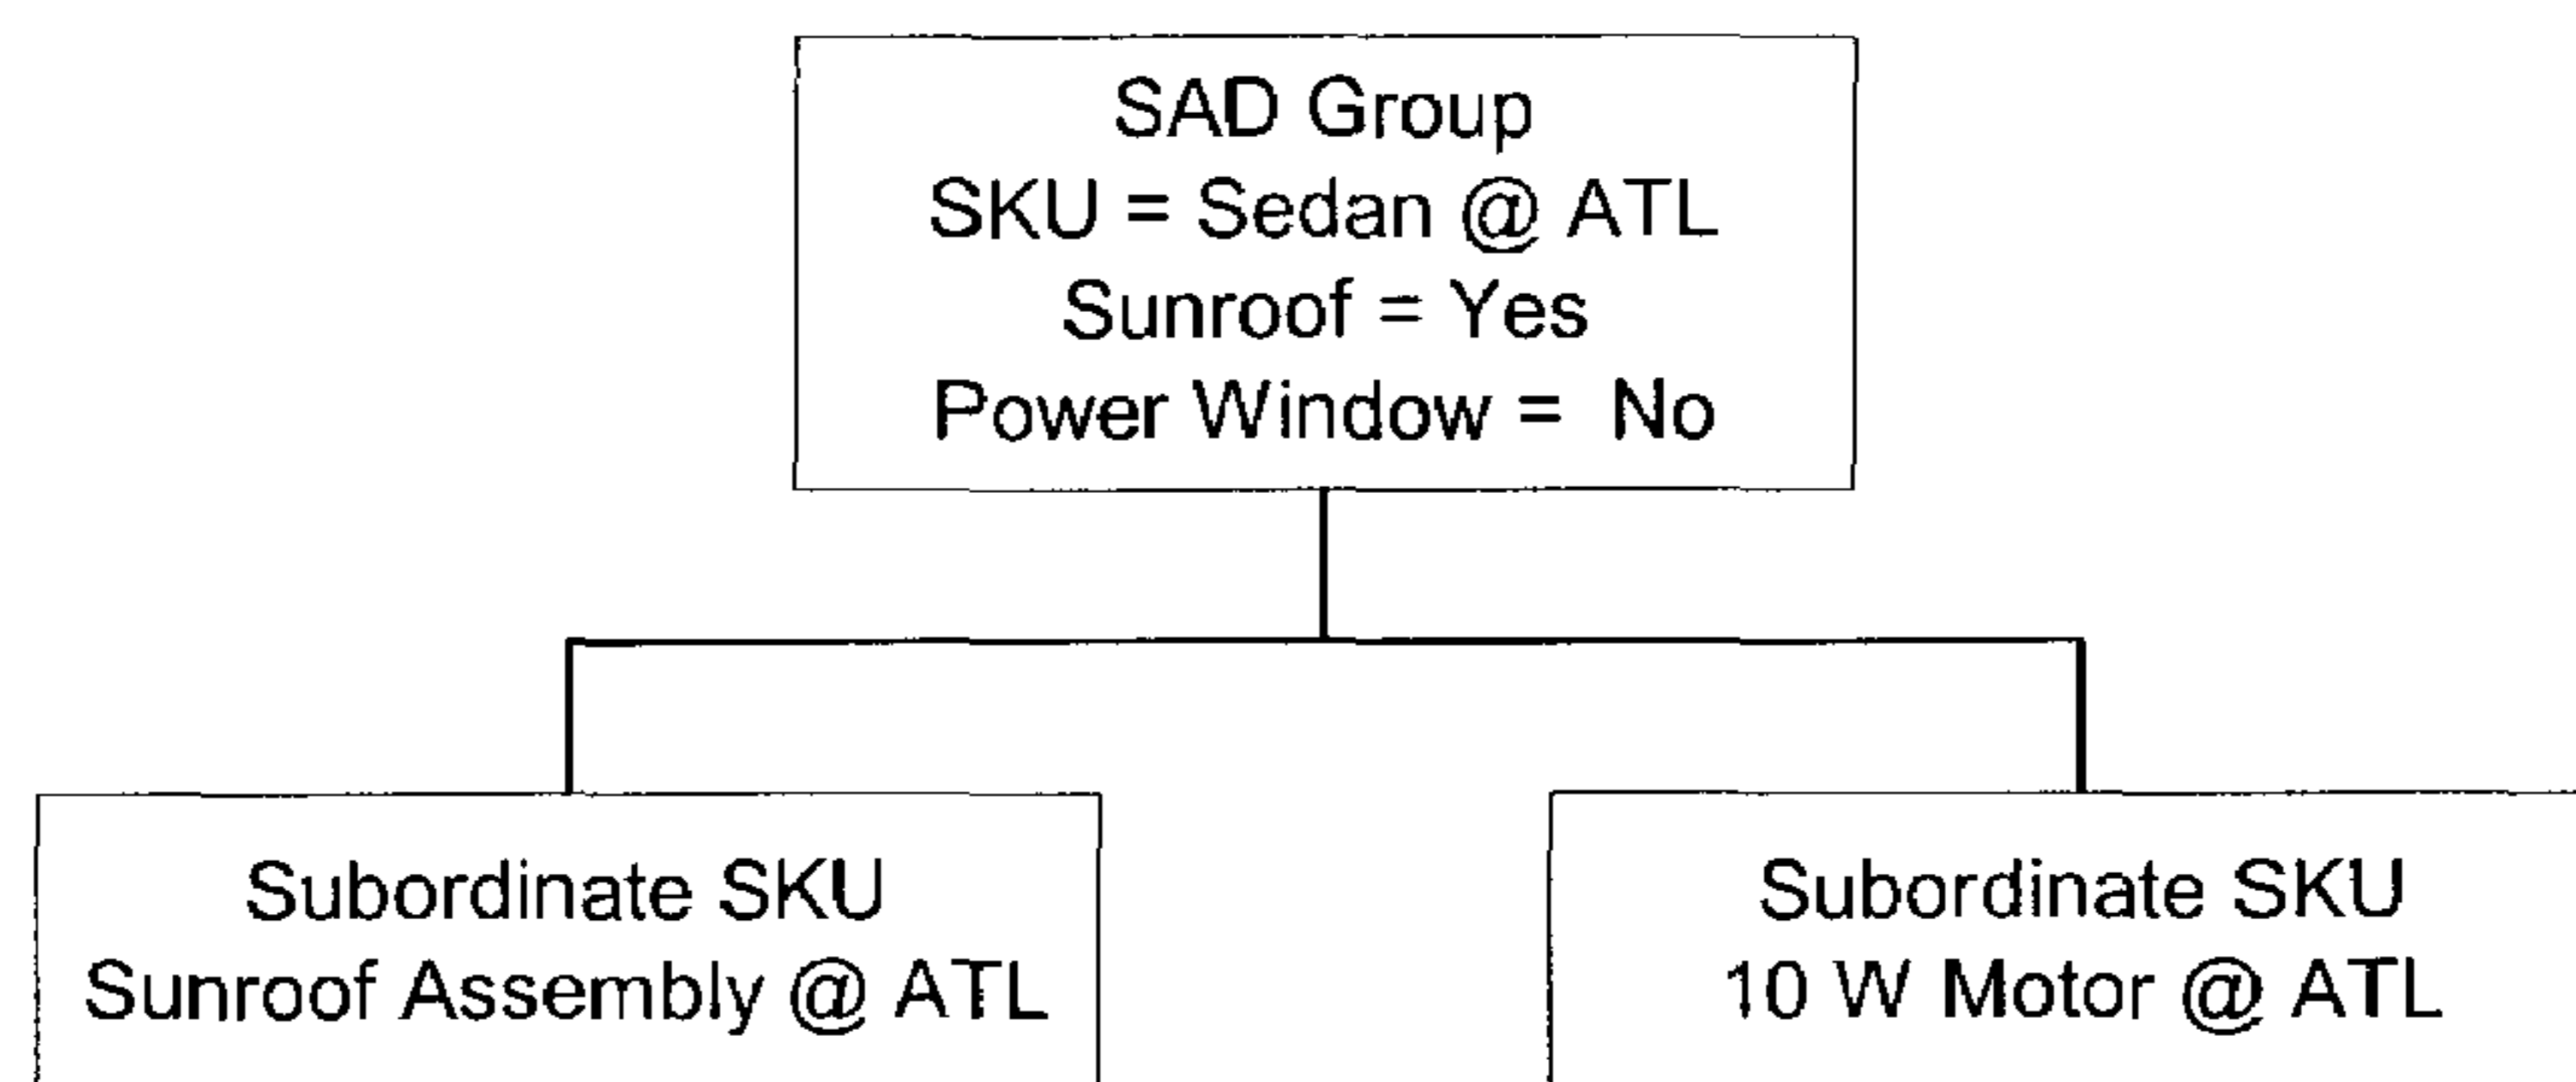 SAD Group
SKU = Sedan @ ATL
Sunroof = Yes
Power Window = No
Subordinate SKU
Sunroof Assembly @ ATL
Subordinate SKU
10 W Motor @ ATL